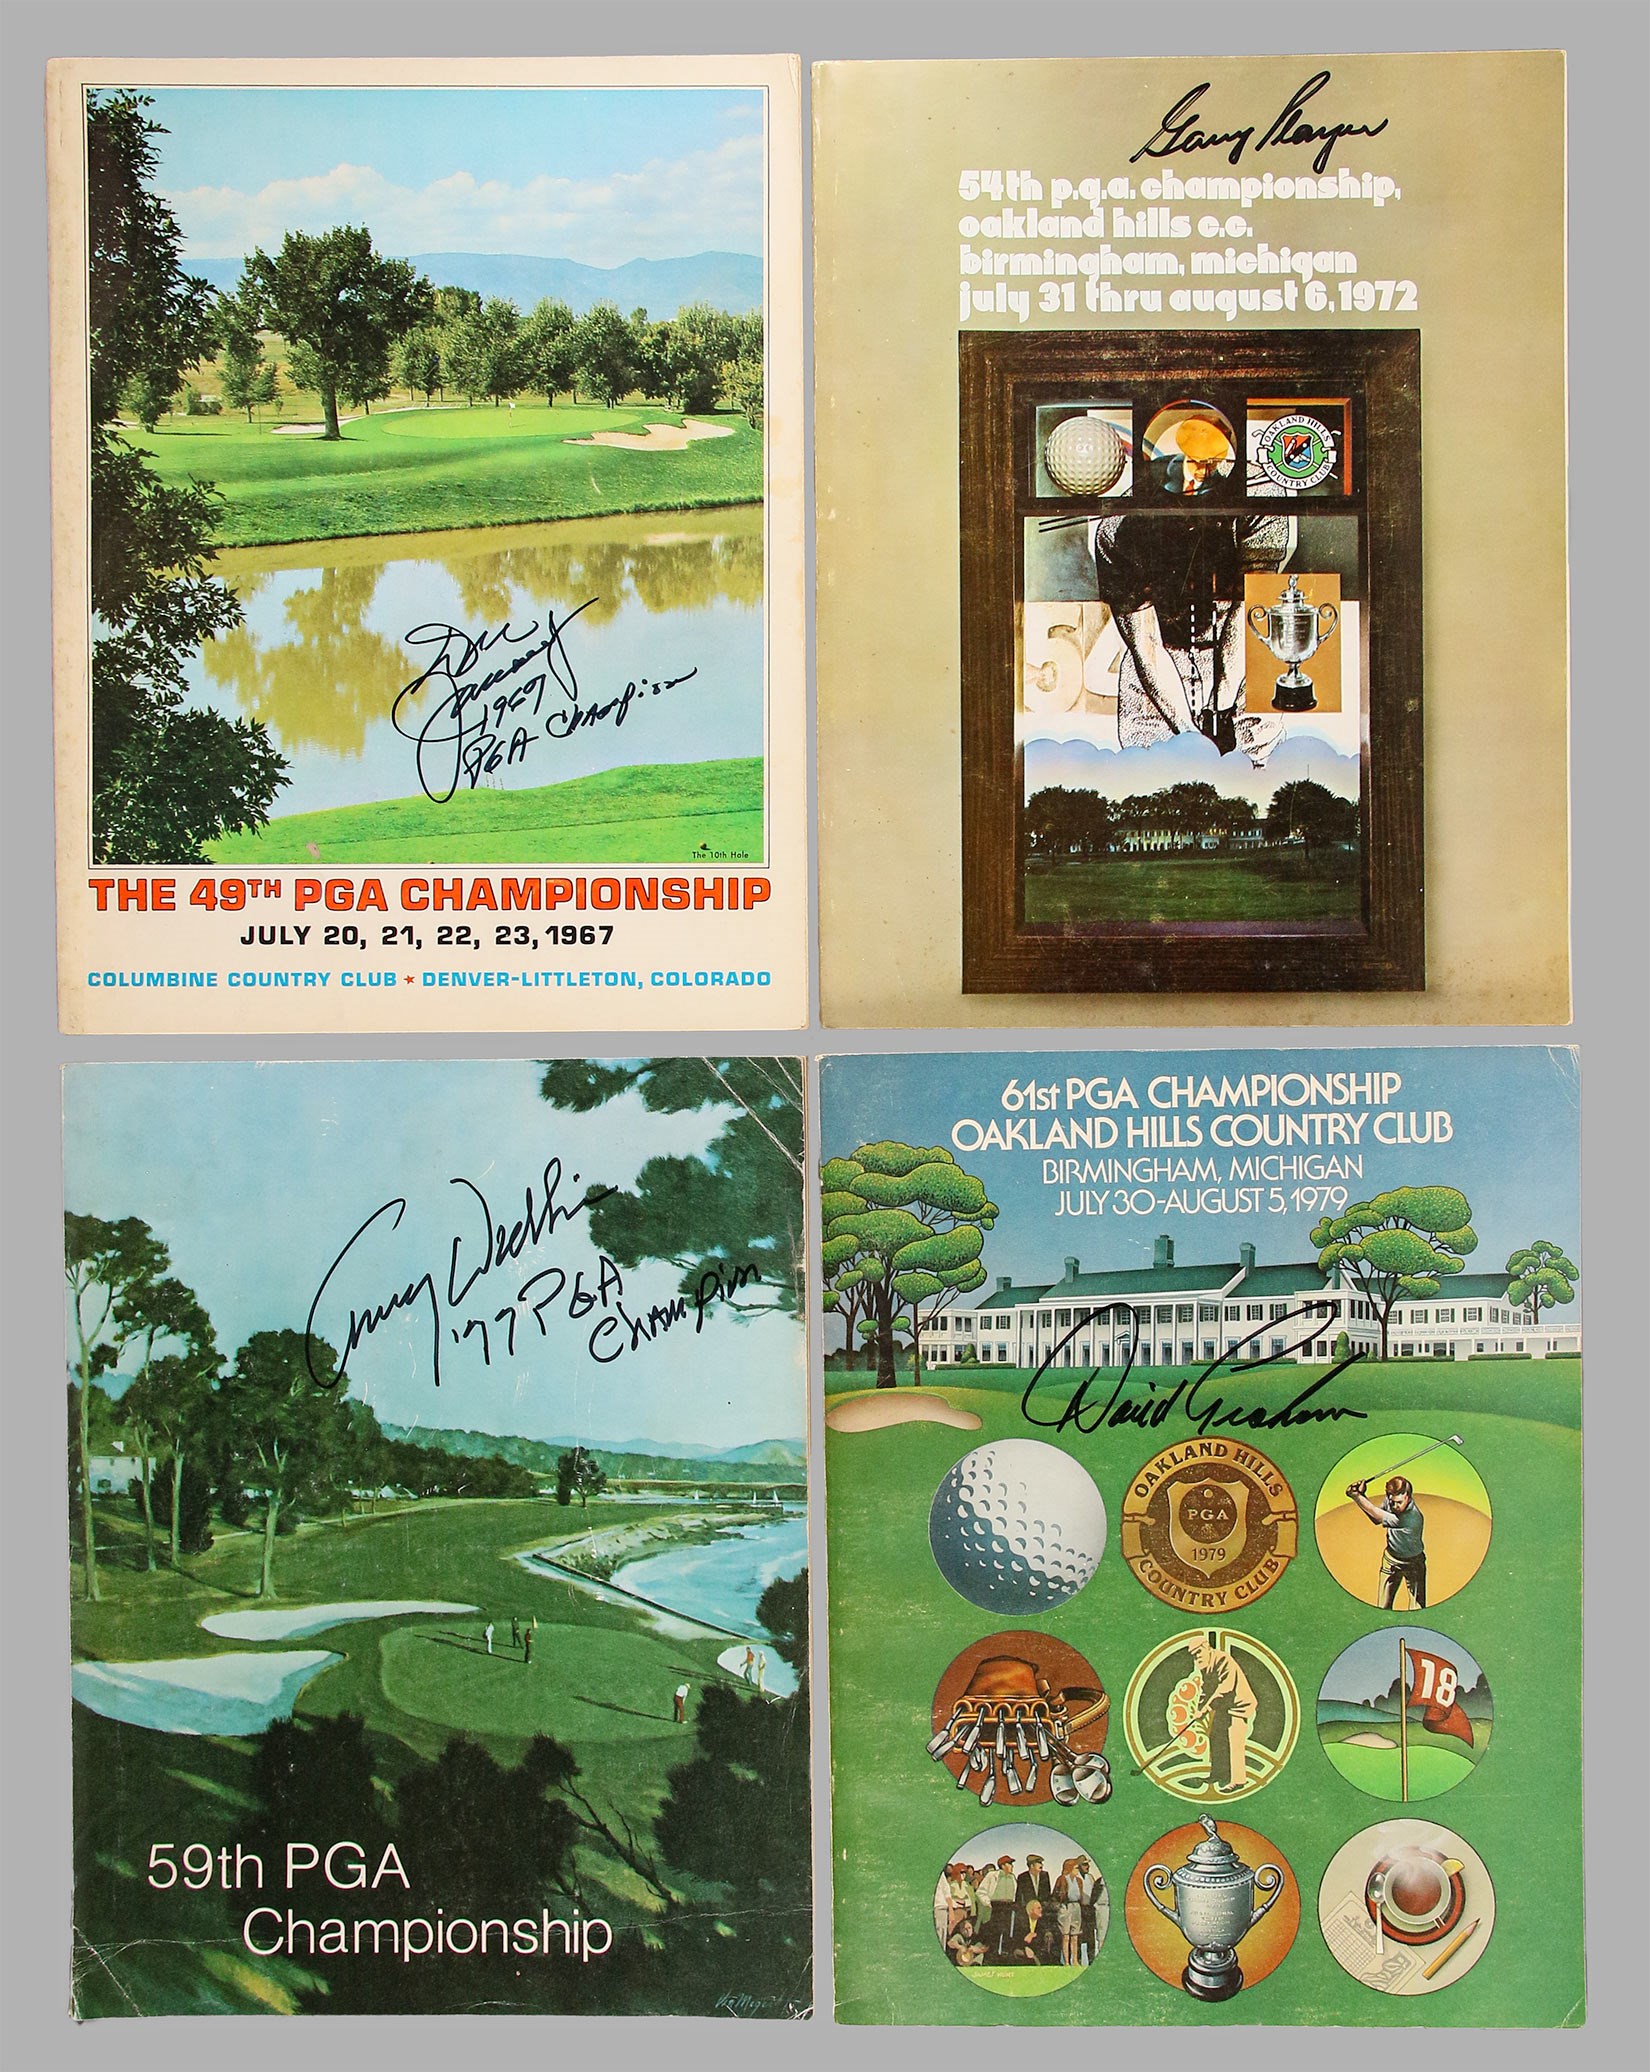 Don
January
1967
PGA Champion
The 10th Hole
THE 49TH PGA CHAMPIONSHIP
JULY 20, 21, 22, 23, 1967
COLUMBINE COUNTRY CLUB ★ DENVER-LITTLETON, COLORADO
Gary Player
54th p.g.a. championship,
oakland hills c.c.
birmingham, michigan
july 31 thru august 6, 1972
OAKLAND HILLS
COUNTRY CLUB
54
Lanny Wadkins
'77 PGA
Champion
59th PGA
Championship
61st PGA CHAMPIONSHIP
OAKLAND HILLS COUNTRY CLUB
BIRMINGHAM, MICHIGAN
JULY 30-AUGUST 5, 1979
David Graham
OAKLAND HILLS
PGA
1979
COUNTRY CLUB
18